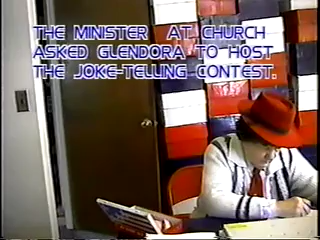 THE MINISTER AT CHURCH
ASKED GLENDORA TO HOST
THE JOKE-TELLING CONTEST.